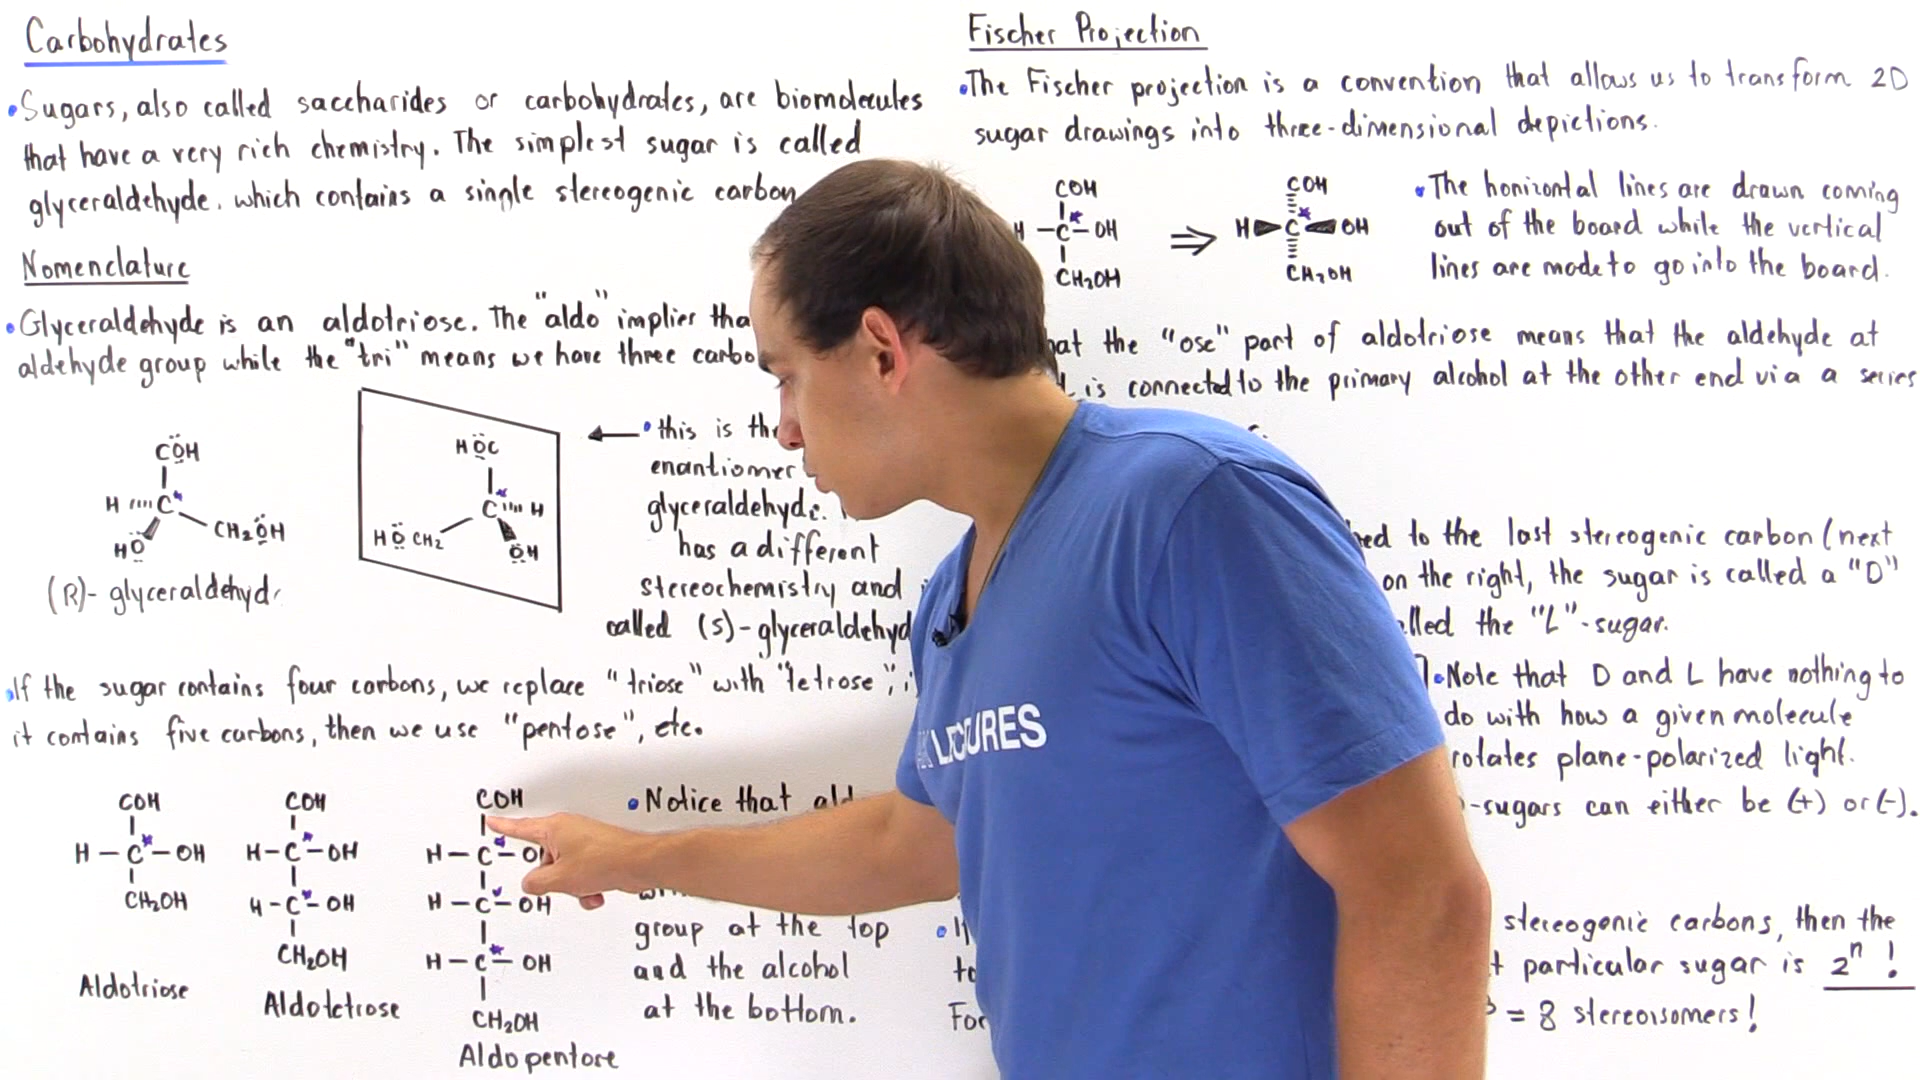 Carbohydrates
•Sugars, also called saccharides or carbohydrates, are biomolecules
that have a very rich chemistry. The simplest sugar is called
glyceraldehyde, which contains a single stereogenic carbon
Nomenclature
•Glyceraldehyde is an aldotriose. The "aldo" implies tha
aldehyde group while the "tri" means we have three carbo
COH
H C*
HO CH2OH
(R)-glyceraldehyd
HOC
C* H
HO CH2
OH
•this is the
enantiomer
glyceraldehyde.
has a different
stereochemistry and
called (S)-glyceraldehyd
•If the sugar contains four carbons, we replace "triose" with "tetrose", i
it contains five carbons, then we use "pentose", etc.
COH
H-C*-OH
CH2OH
Aldotriose
COH
H-C*-OH
H-C*-OH
CH2OH
Aldotetrose
COH
H-C*-O
H-C*-OH
H-C*-OH
CH2OH
Aldopentose
•Notice that ald
group at the top
and the alcohol
at the bottom.
Fischer Projection
•The Fischer projection is a convention that allows us to transform 2D
sugar drawings into three-dimensional depictions.
COH
H-C*-OH
CH2OH
⇒
COH
H C* OH
CH2OH
•The horizontal lines are drawn coming
out of the board while the vertical
lines are made to go into the board.
hat the "ose" part of aldotriose means that the aldehyde at
is connected to the primary alcohol at the other end via a series
ed to the last stereogenic carbon (next
on the right, the sugar is called a "D"
lled the "L"-sugar.
•Note that D and L have nothing to
do with how a given molecule
rotates plane-polarized light.
-sugars can either be (+) or (-).
•If
stereogenic carbons, then the
to
t particular sugar is 2^n!
For
3 = 8 stereoisomers!
AK LECTURES